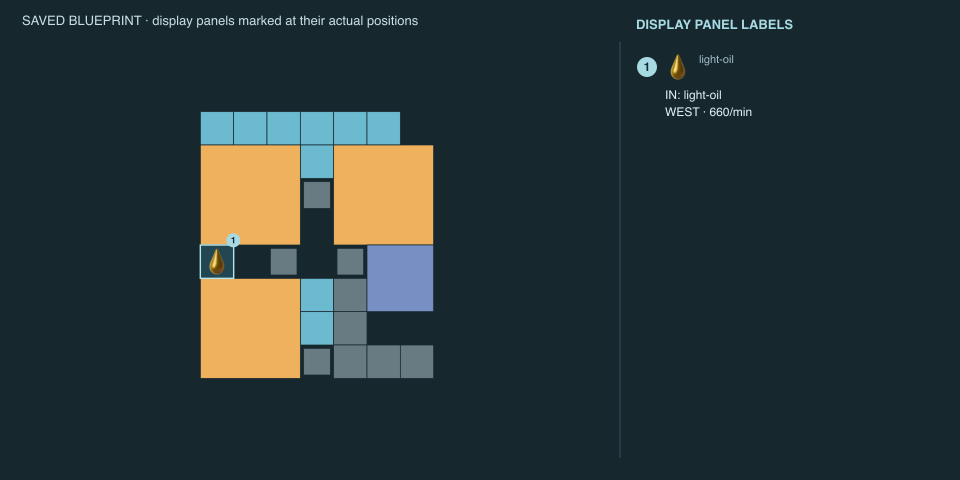 SAVED BLUEPRINT · display panels marked at their actual positions
DISPLAY PANEL LABELS
1 light-oil
IN: light-oil
WEST · 660/min
1